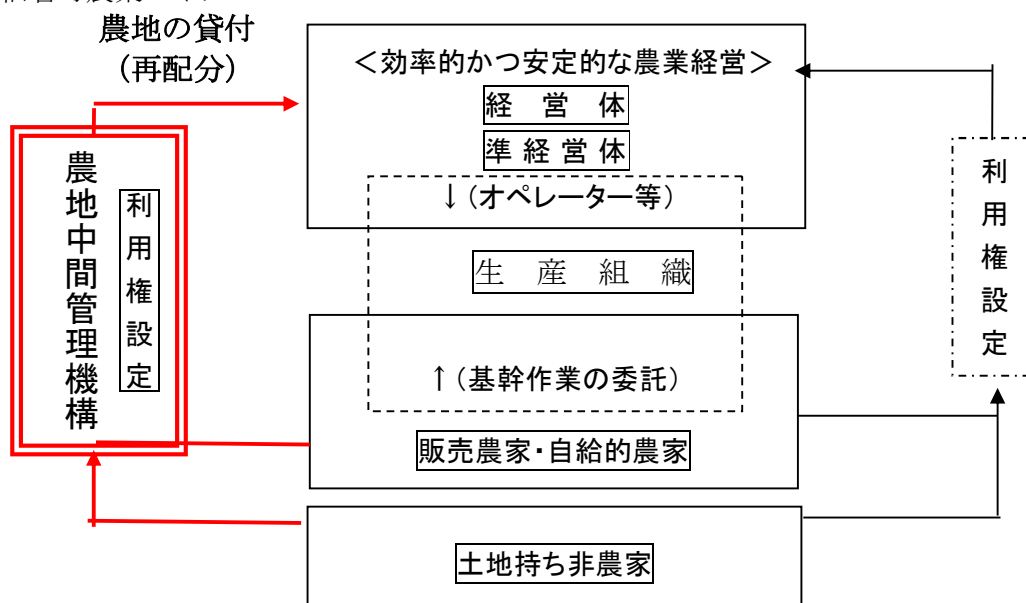 農地の貸付
（再配分）
＜効率的かつ安定的な農業経営＞
経　営　体
準 経 営 体
↓（オペレーター等）
生　産　組　織
農地中間管理機構
利用権設定
利用権設定
↑（基幹作業の委託）
販売農家・自給的農家
土地持ち非農家